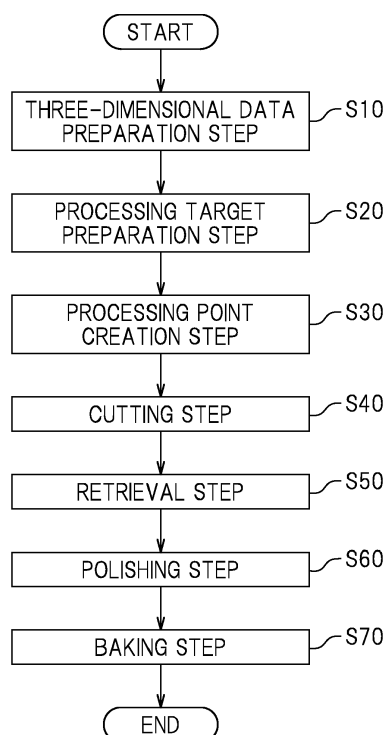 START
THREE-DIMENSIONAL DATA
PREPARATION STEP
S10
PROCESSING TARGET
PREPARATION STEP
S20
PROCESSING POINT
CREATION STEP
S30
CUTTING STEP
S40
RETRIEVAL STEP
S50
POLISHING STEP
S60
BAKING STEP
S70
END